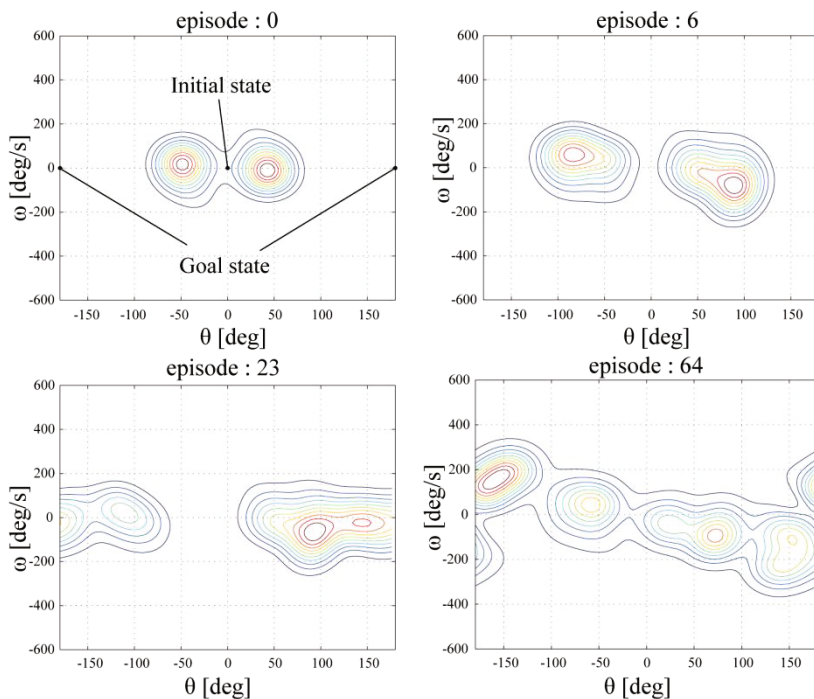 episode : 0
600
400
200
0
-200
-400
-600
ω [deg/s]
Initial state
Goal state
-150 -100 -50 0 50 100 150
θ [deg]
episode : 6
600
400
200
0
-200
-400
-600
ω [deg/s]
-150 -100 -50 0 50 100 150
θ [deg]
episode : 23
600
400
200
0
-200
-400
-600
ω [deg/s]
-150 -100 -50 0 50 100 150
θ [deg]
episode : 64
600
400
200
0
-200
-400
-600
ω [deg/s]
-150 -100 -50 0 50 100 150
θ [deg]